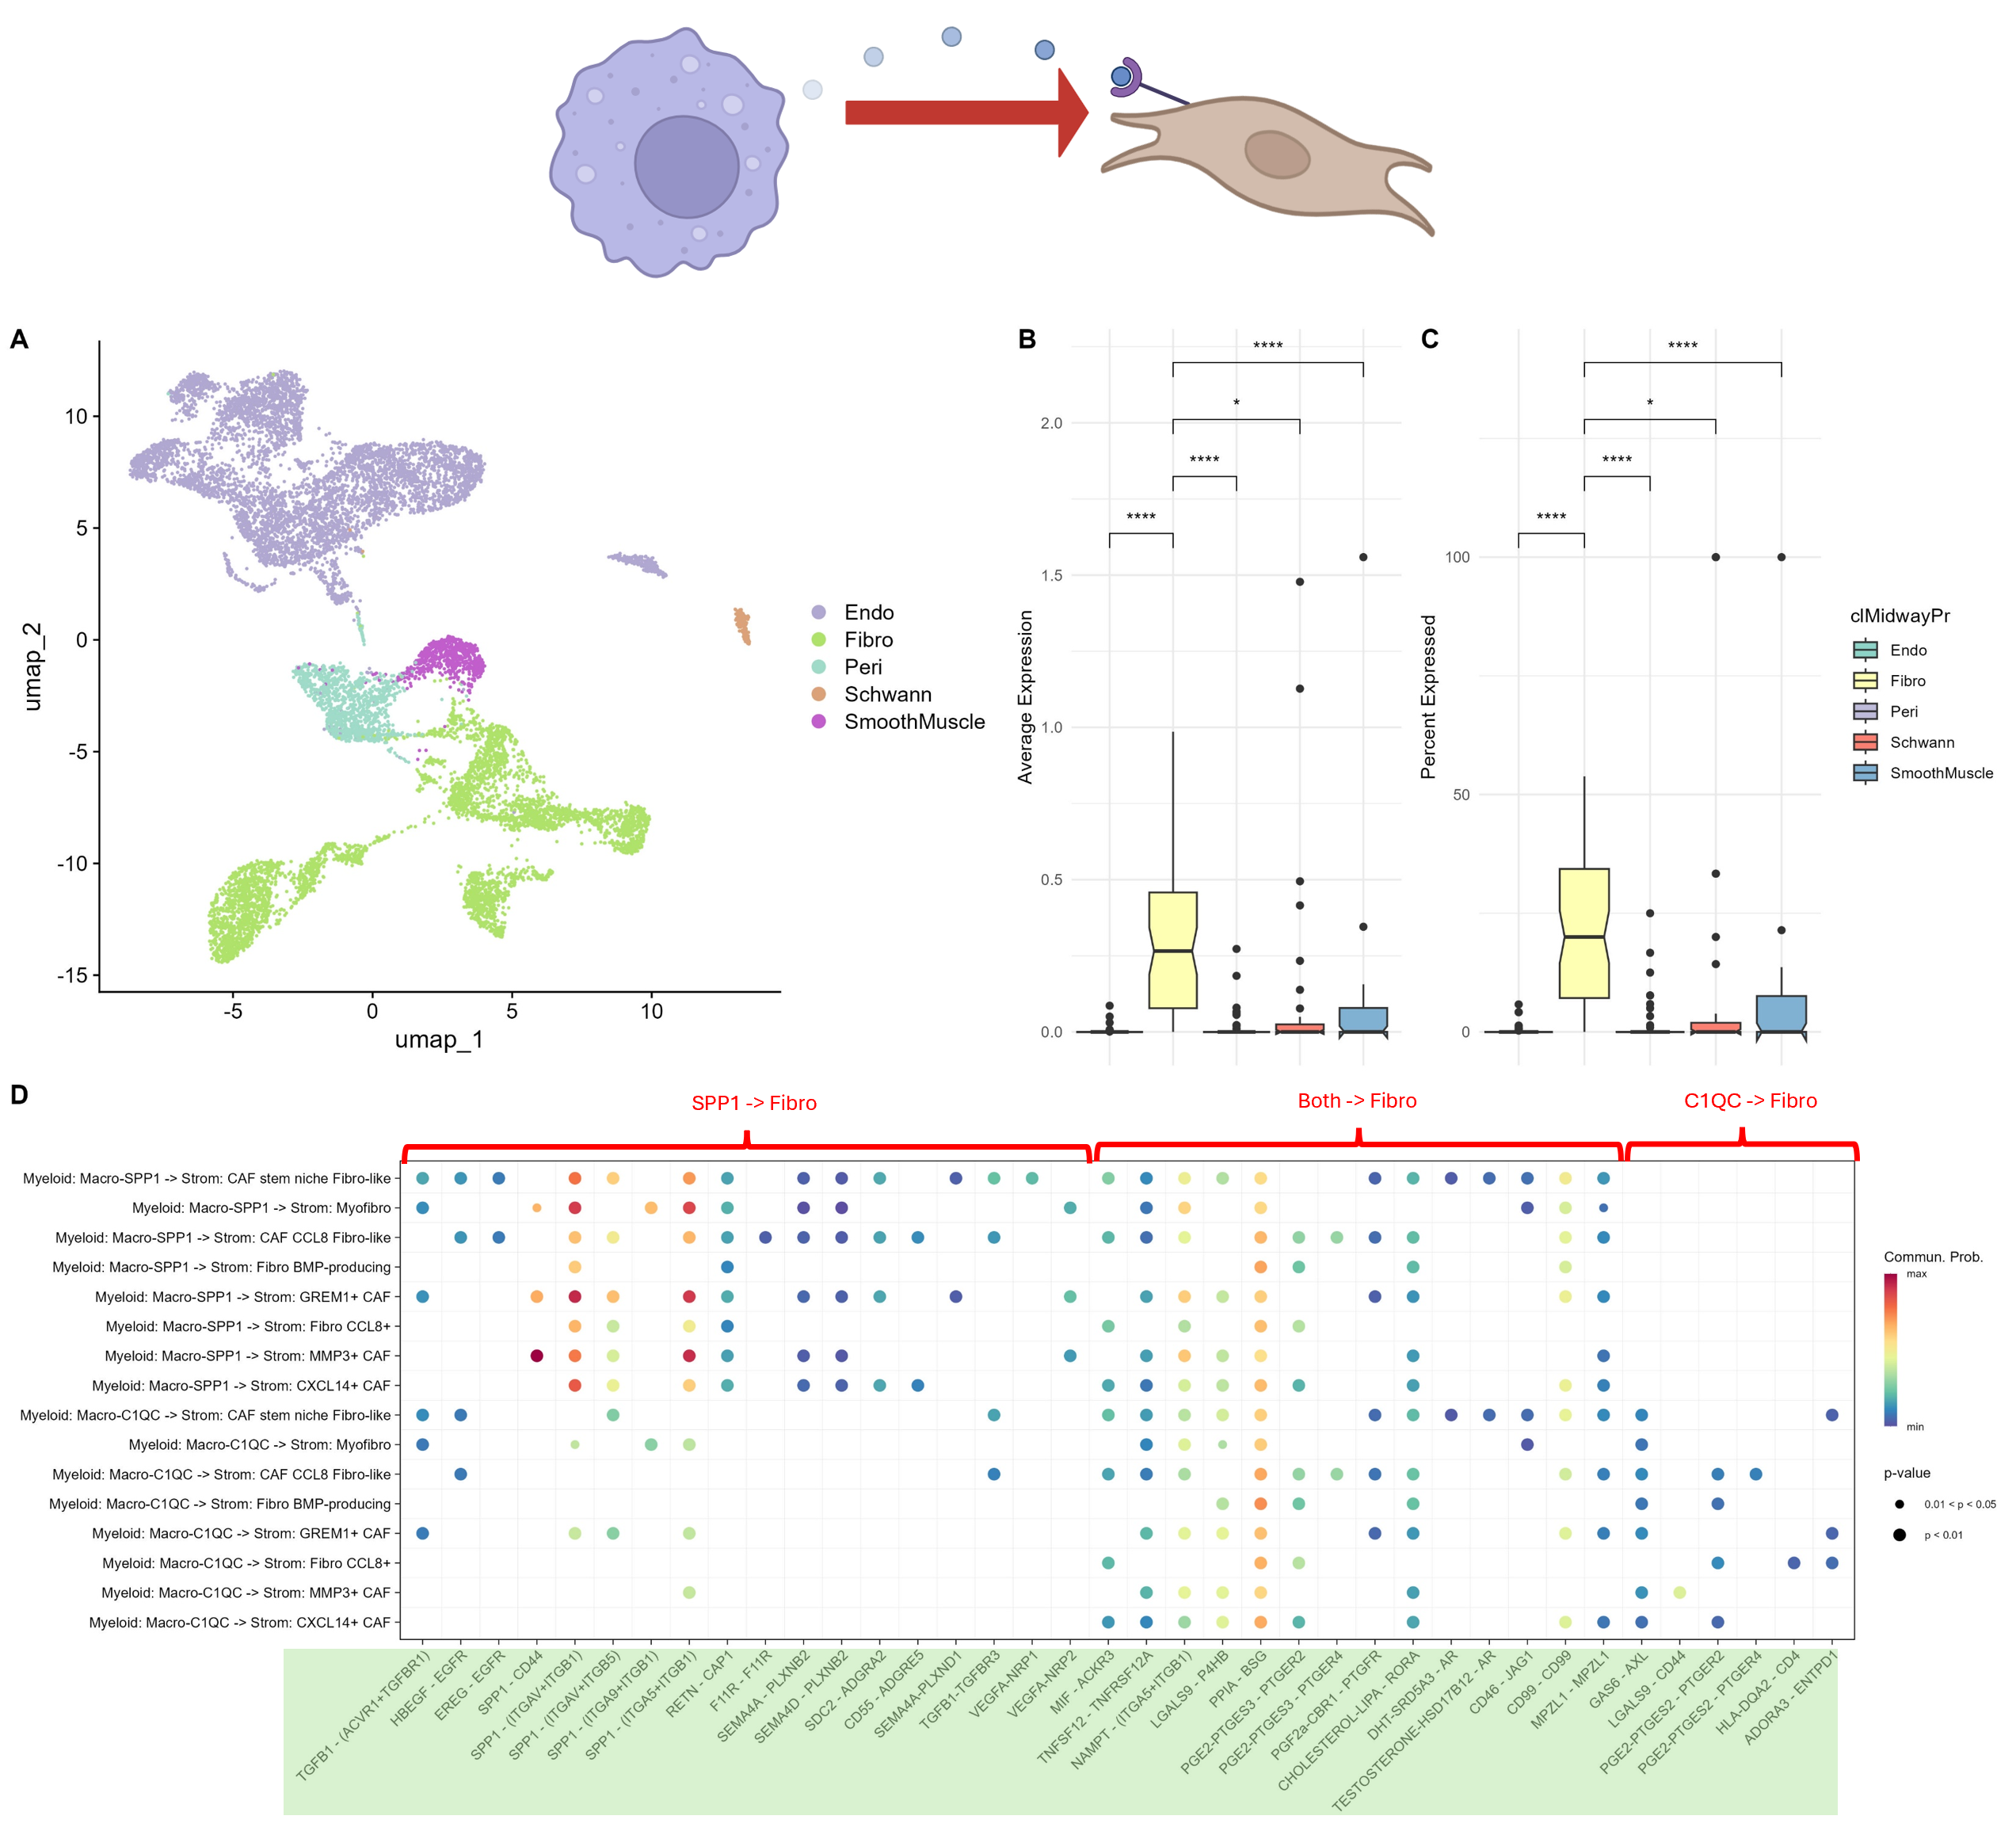 A
10
5
0
-5
-10
-15
umap_2
-5
0
5
10
umap_1
Endo
Fibro
Peri
Schwann
SmoothMuscle
B
****
*
****
****
2.0
1.5
1.0
0.5
0.0
Average Expression
C
****
*
****
****
100
50
0
Percent Expressed
clMidwayPr
Endo
Fibro
Peri
Schwann
SmoothMuscle
D
SPP1 -> Fibro
Both -> Fibro
C1QC -> Fibro
Myeloid: Macro-SPP1 -> Strom: CAF stem niche Fibro-like
Myeloid: Macro-SPP1 -> Strom: Myofibro
Myeloid: Macro-SPP1 -> Strom: CAF CCL8 Fibro-like
Myeloid: Macro-SPP1 -> Strom: Fibro BMP-producing
Myeloid: Macro-SPP1 -> Strom: GREM1+ CAF
Myeloid: Macro-SPP1 -> Strom: Fibro CCL8+
Myeloid: Macro-SPP1 -> Strom: MMP3+ CAF
Myeloid: Macro-SPP1 -> Strom: CXCL14+ CAF
Myeloid: Macro-C1QC -> Strom: CAF stem niche Fibro-like
Myeloid: Macro-C1QC -> Strom: Myofibro
Myeloid: Macro-C1QC -> Strom: CAF CCL8 Fibro-like
Myeloid: Macro-C1QC -> Strom: Fibro BMP-producing
Myeloid: Macro-C1QC -> Strom: GREM1+ CAF
Myeloid: Macro-C1QC -> Strom: Fibro CCL8+
Myeloid: Macro-C1QC -> Strom: MMP3+ CAF
Myeloid: Macro-C1QC -> Strom: CXCL14+ CAF
TGFB1 - (ACVR1+TGFBR1)
HBEGF - EGFR
EREG - EGFR
SPP1 - CD44
SPP1 - (ITGAV+ITGB1)
SPP1 - (ITGAV+ITGB5)
SPP1 - (ITGA9+ITGB1)
SPP1 - (ITGA5+ITGB1)
RETN - CAP1
F11R - F11R
SEMA4A - PLXNB2
SEMA4D - PLXNB2
SDC2 - ADGRA2
CD55 - ADGRE5
SEMA4A-PLXND1
TGFB1-TGFBR3
VEGFA-NRP1
VEGFA-NRP2
MIF - ACKR3
TNFSF12 - TNFRSF12A
NAMPT - (ITGA5+ITGB1)
LGALS9 - P4HB
PPIA - BSG
PGE2-PTGES3 - PTGER2
PGE2-PTGES3 - PTGER4
PGF2a-CBR1 - PTGFR
CHOLESTEROL-LIPA - RORA
DHT-SRD5A3 - AR
TESTOSTERONE-HSD17B12 - AR
CD46 - JAG1
CD99 - CD99
MPZL1 - MPZL1
GAS6 - AXL
LGALS9 - CD44
PGE2-PTGES2 - PTGER2
PGE2-PTGES2 - PTGER4
HLA-DQA2 - CD4
ADORA3 - ENTPD1
Commun. Prob.
max
min
p-value
0.01 < p < 0.05
p < 0.01